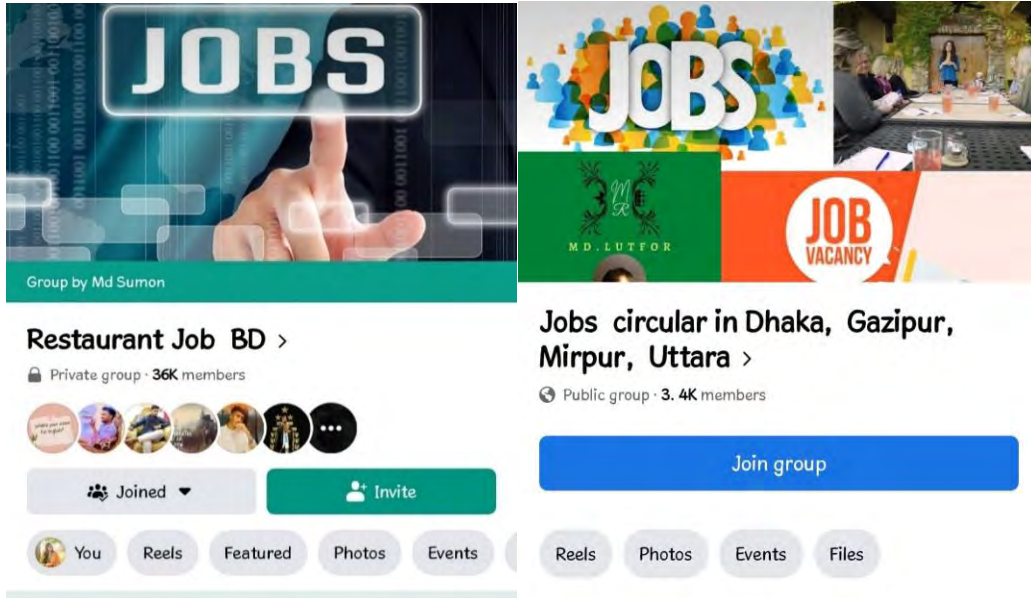 JOBS
Group by Md Sumon
Restaurant Job BD >
Private group · 36K members
Joined
Invite
You
Reels
Featured
Photos
Events
JOBS
M
R
MD.LUTFOR
JOB
VACANCY
Jobs circular in Dhaka, Gazipur,
Mirpur, Uttara >
Public group · 3. 4K members
Join group
Reels
Photos
Events
Files